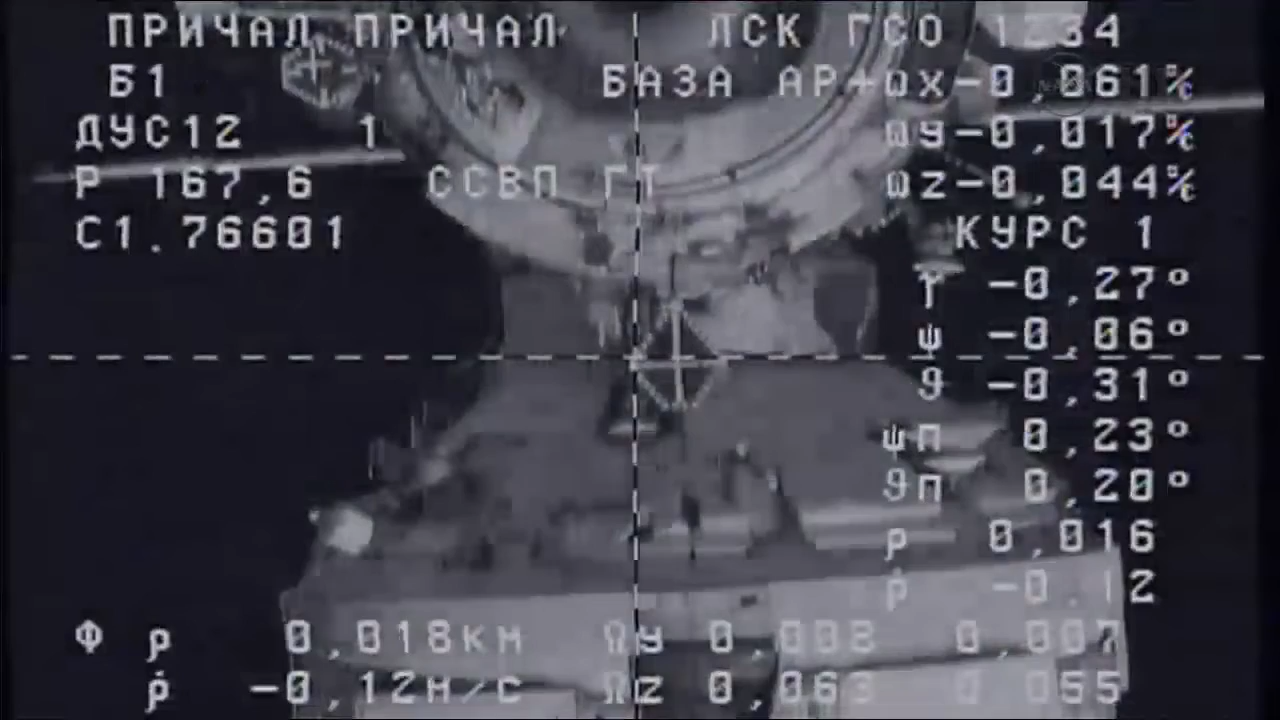 ПРИЧАЛ ПРИЧАЛ ЛСК ГСО 1234
Б1 БАЗА АР+ωx-0,061°/с
ДУС12 1 ωy-0,017°/с
Р 167,6 ССВП ГТ ωz-0,044°/с
С1.76601 КУРС 1
γ -0,27°
ψ -0,06°
ϑ -0,31°
ψп 0,23°
ϑп 0,20°
ρ 0,016
ρ̇ -0.12
Ф ρ 0,018км Ωy 0,008 0,007
ρ̇ -0,12м/с Ωz 0,063 0,055